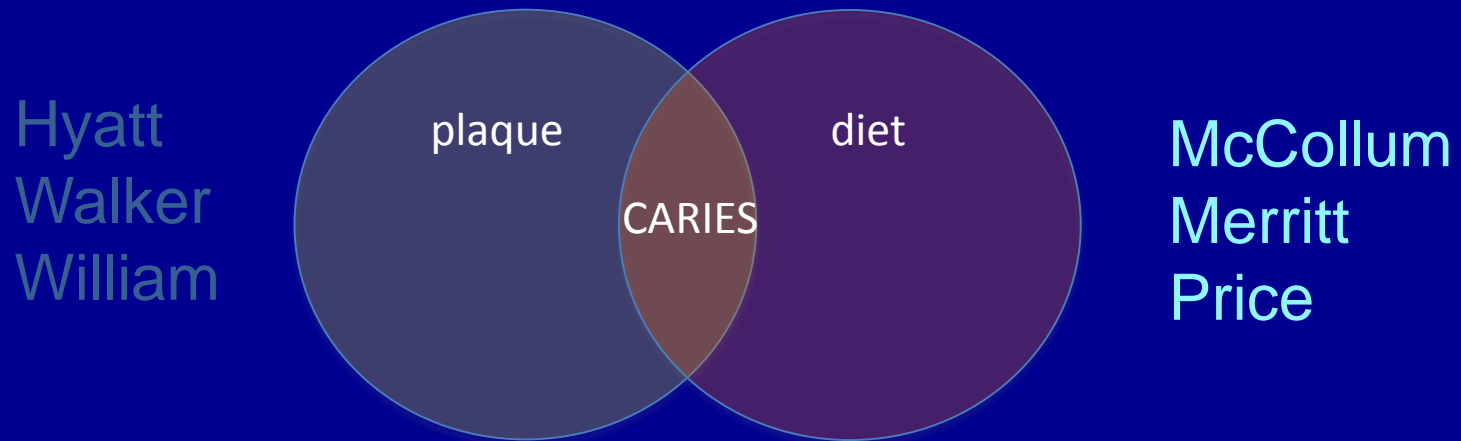 Hyatt
Walker
William
plaque
diet
CARIES
McCollum
Merritt
Price